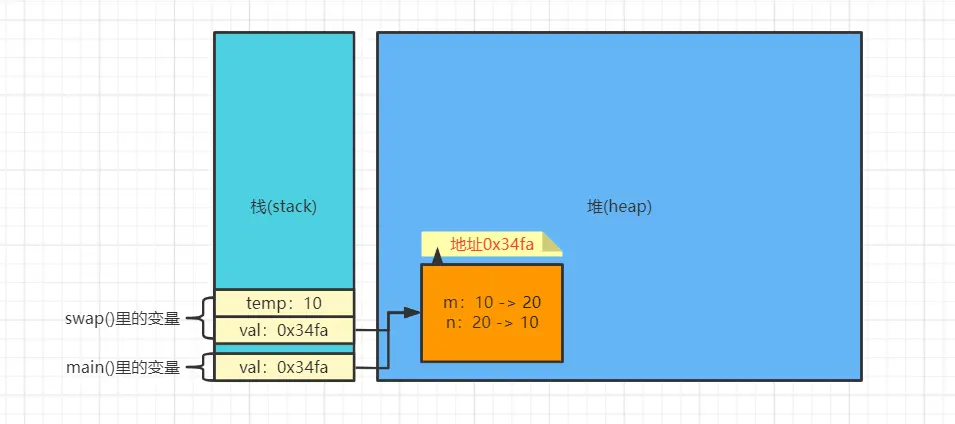 栈(stack)
堆(heap)
地址0x34fa
m：10 -> 20
n：20 -> 10
temp：10
swap()里的变量
val：0x34fa
main()里的变量
val：0x34fa